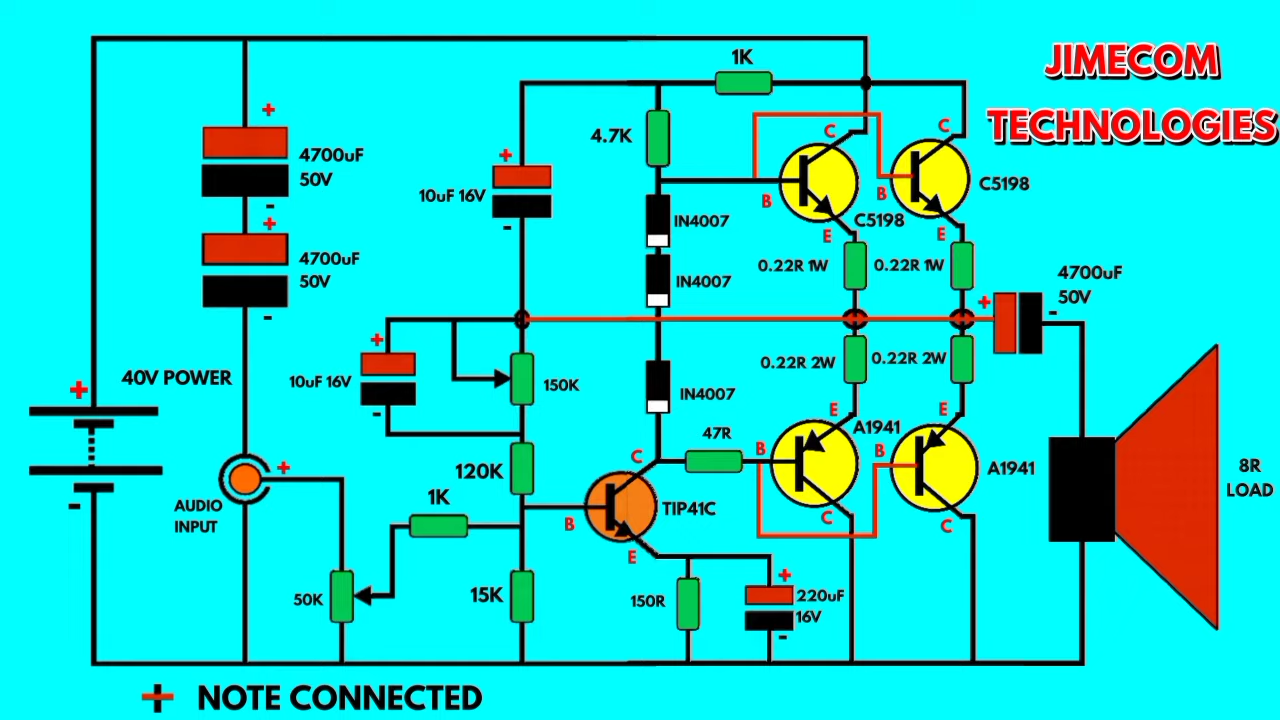 JIMECOM
TECHNOLOGIES
1K
+
4700uF
50V
-
+
4700uF
50V
-
4.7K
+
10uF 16V
-
C
B
E
C5198
C
B
E
C5198
IN4007
IN4007
0.22R 1W
0.22R 1W
4700uF
50V
+
-
40V POWER
+
-
+
10uF 16V
-
150K
IN4007
0.22R 2W
0.22R 2W
E
A1941
B
C
E
A1941
B
C
47R
120K
1K
C
B
E
TIP41C
8R
LOAD
+
AUDIO
INPUT
50K
15K
150R
+
220uF
16V
-
+ NOTE CONNECTED